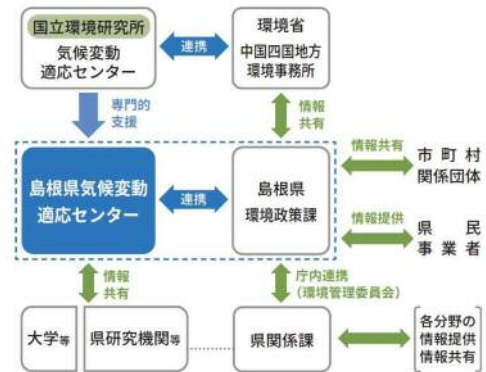 国立環境研究所
気候変動
適応センター
連携
環境省
中国四国地方
環境事務所
専門的
支援
情報
共有
島根県気候変動
適応センター
連携
島根県
環境政策課
情報共有
市町村
関係団体
情報提供
県民
事業者
情報
共有
庁内連携
(環境管理委員会)
大学等
県研究機関等
県関係課
各分野の
情報提供
情報共有